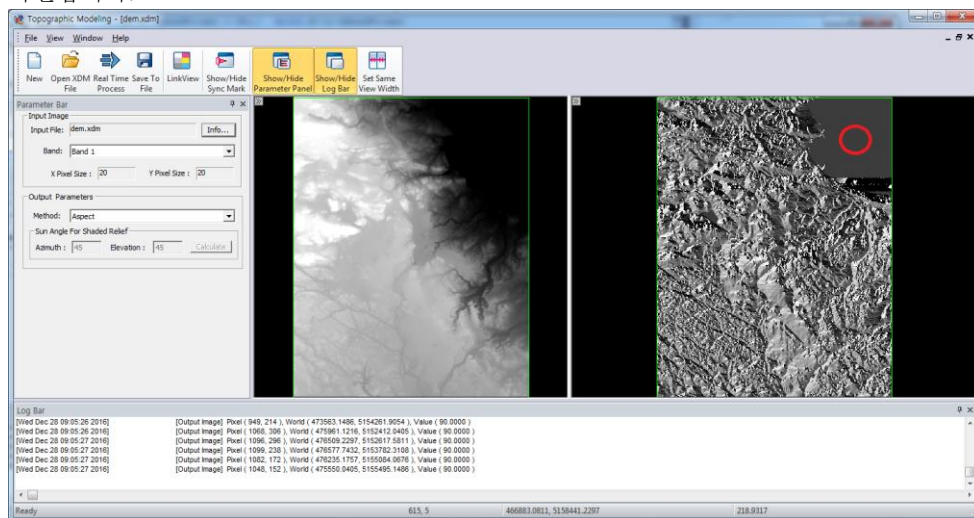 Topographic Modeling - [dem.xdm]
File View Window Help
New
Open XDM File
Real Time Process
Save To File
LinkView
Show/Hide Sync Mark
Show/Hide Parameter Panel
Show/Hide Log Bar
Set Same View Width
Parameter Bar
Input Image
Input File: dem.xdm Info...
Band: Band 1
X Pixel Size : 20 Y Pixel Size : 20
Output Parameters
Method: Aspect
Sun Angle For Shaded Relief
Azimuth : 45 Elevation : 45 Calculate
Log Bar
[Wed Dec 28 09:05:26 2016] [Output Image] Pixel ( 949, 214 ), World ( 473563.1486, 5154261.9054 ), Value ( 90.0000 )
[Wed Dec 28 09:05:26 2016] [Output Image] Pixel ( 1068, 306 ), World ( 475961.1216, 5152412.0405 ), Value ( 90.0000 )
[Wed Dec 28 09:05:27 2016] [Output Image] Pixel ( 1096, 296 ), World ( 476509.2297, 5152617.5811 ), Value ( 90.0000 )
[Wed Dec 28 09:05:27 2016] [Output Image] Pixel ( 1099, 238 ), World ( 476577.7432, 5153782.3108 ), Value ( 90.0000 )
[Wed Dec 28 09:05:27 2016] [Output Image] Pixel ( 1082, 172 ), World ( 476235.1757, 5155084.0676 ), Value ( 90.0000 )
[Wed Dec 28 09:05:27 2016] [Output Image] Pixel ( 1048, 152 ), World ( 475550.0405, 5155495.1486 ), Value ( 90.0000 )
Ready 615, 5 466883.0811, 5158441.2297 218.9317